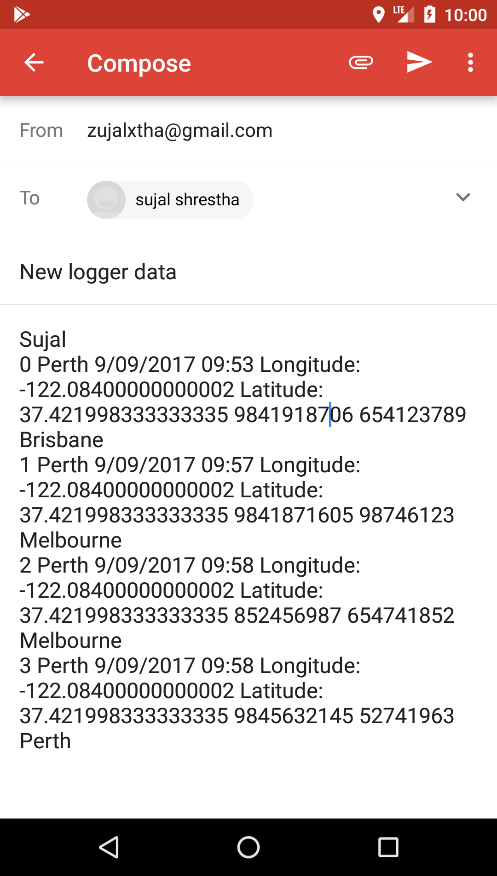 LTE 10:00
Compose
From zujalxtha@gmail.com
To sujal shrestha
New logger data
Sujal
0 Perth 9/09/2017 09:53 Longitude:
-122.08400000000002 Latitude:
37.421998333333335 9841918706 654123789
Brisbane
1 Perth 9/09/2017 09:57 Longitude:
-122.08400000000002 Latitude:
37.421998333333335 9841871605 98746123
Melbourne
2 Perth 9/09/2017 09:58 Longitude:
-122.08400000000002 Latitude:
37.421998333333335 852456987 654741852
Melbourne
3 Perth 9/09/2017 09:58 Longitude:
-122.08400000000002 Latitude:
37.421998333333335 9845632145 52741963
Perth